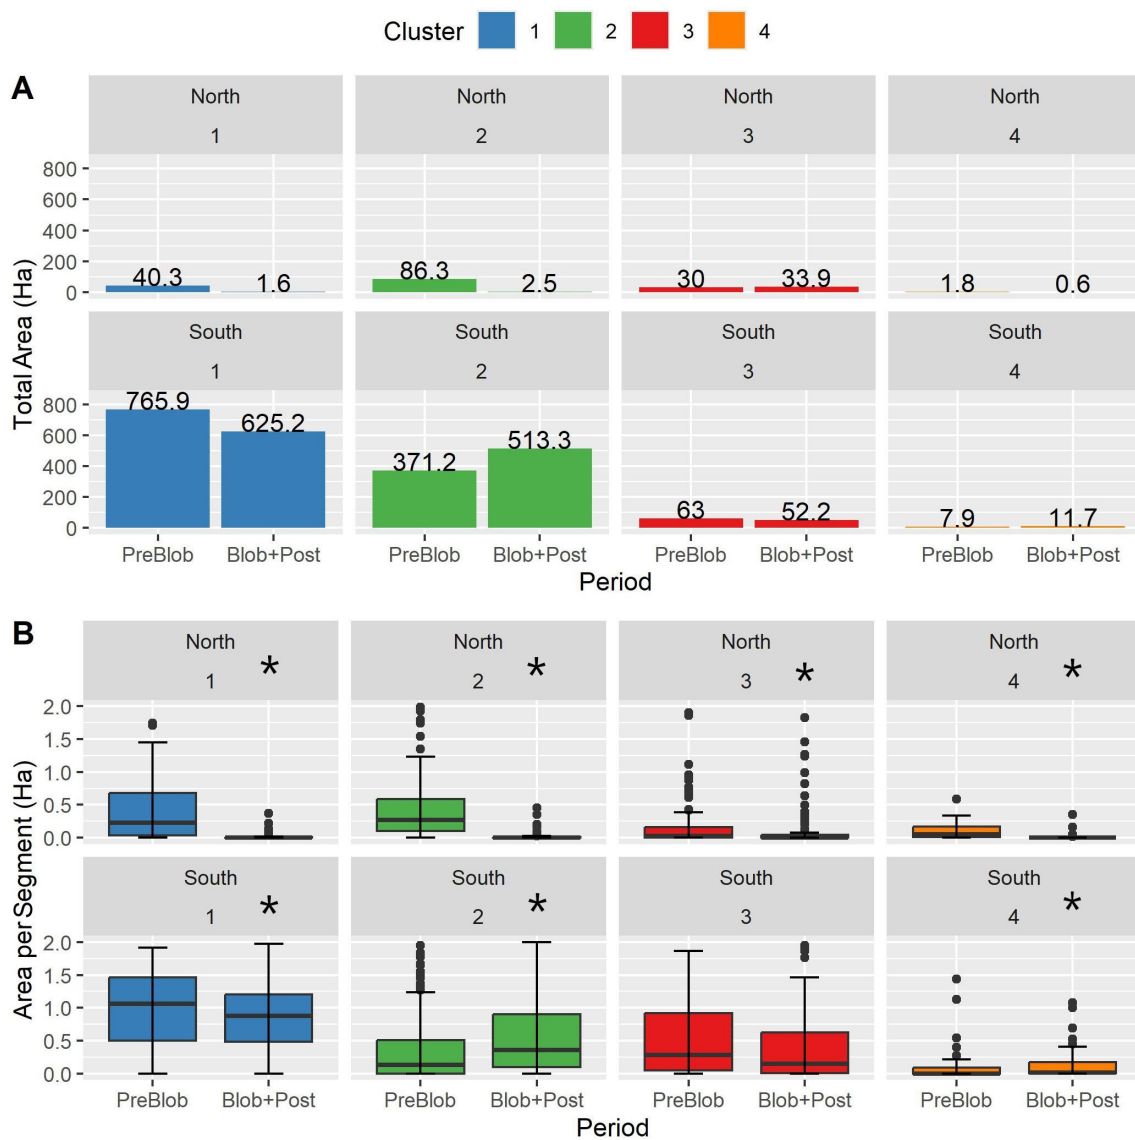 Cluster 1 2 3 4
A
North North North North
1 2 3 4
Total Area (Ha)
800
600
400
200
0
40.3 1.6 86.3 2.5 30 33.9 1.8 0.6
South South South South
1 2 3 4
800
600
400
200
0
765.9 625.2 371.2 513.3 63 52.2 7.9 11.7
PreBlob Blob+Post PreBlob Blob+Post PreBlob Blob+Post PreBlob Blob+Post
Period
B
North North North North
1 * 2 * 3 * 4 *
Area per Segment (Ha)
2.0
1.5
1.0
0.5
0.0
South South South South
1 * 2 * 3 4 *
2.0
1.5
1.0
0.5
0.0
PreBlob Blob+Post PreBlob Blob+Post PreBlob Blob+Post PreBlob Blob+Post
Period